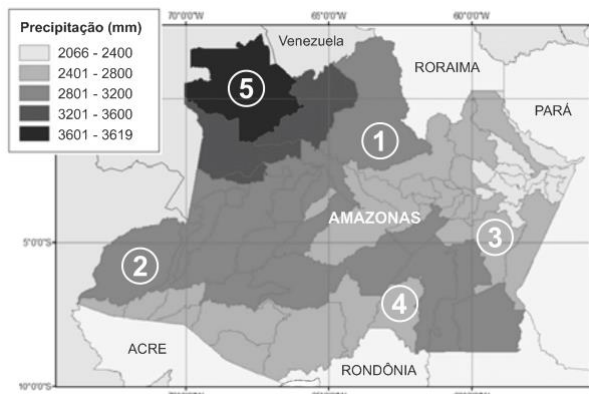 Precipitação (mm)
2066 - 2400
2401 - 2800
2801 - 3200
3201 - 3600
3601 - 3619
70°0'0"W
65°0'0"W
60°0'0"W
Venezuela
RORAIMA
PARÁ
5
1
AMAZONAS
5°0'0"S
3
2
4
ACRE
RONDÔNIA
10°0'0"S